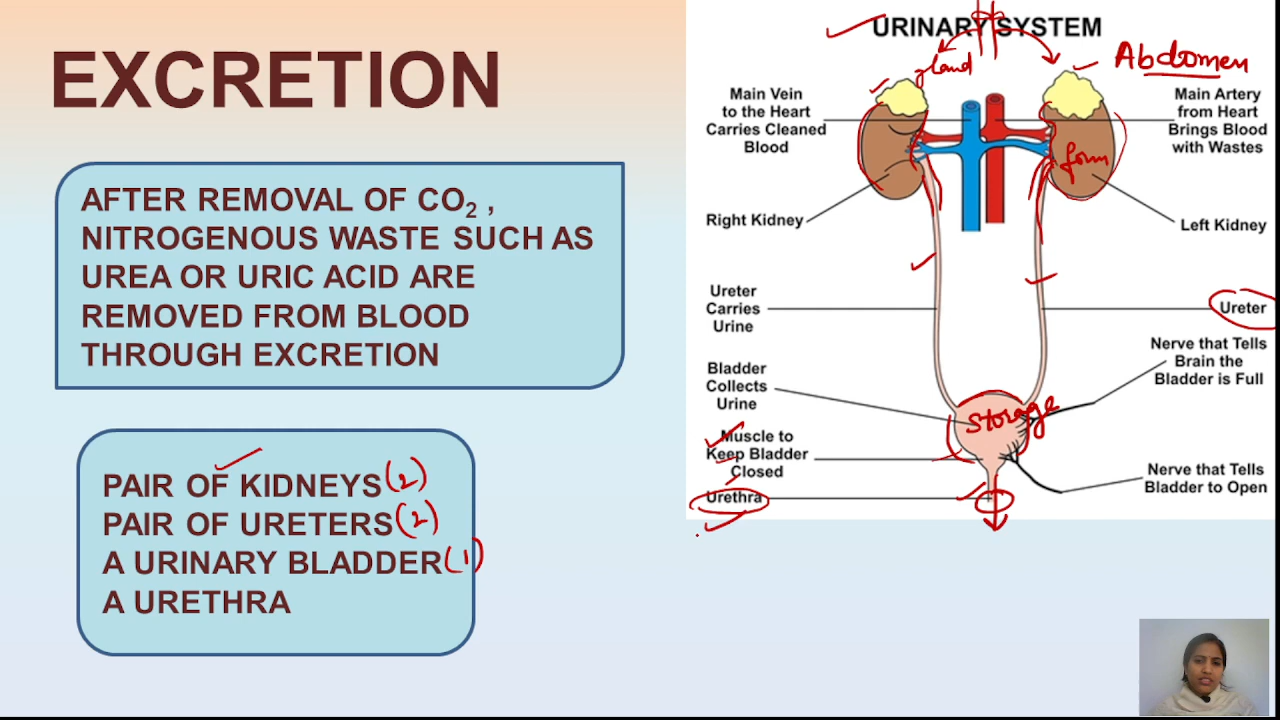 EXCRETION
AFTER REMOVAL OF CO₂ ,
NITROGENOUS WASTE SUCH AS
UREA OR URIC ACID ARE
REMOVED FROM BLOOD
THROUGH EXCRETION
PAIR OF KIDNEYS (2)
PAIR OF URETERS (2)
A URINARY BLADDER (1)
A URETHRA
URINARY SYSTEM
gland
Abdomen
Main Vein
to the Heart
Carries Cleaned
Blood
Main Artery
from Heart
Brings Blood
with Wastes
form
Right Kidney
Left Kidney
Ureter
Carries
Urine
Ureter
Nerve that Tells
Brain the
Bladder is Full
Bladder
Collects
Urine
Storage
Muscle to
Keep Bladder
Closed
Nerve that Tells
Bladder to Open
Urethra